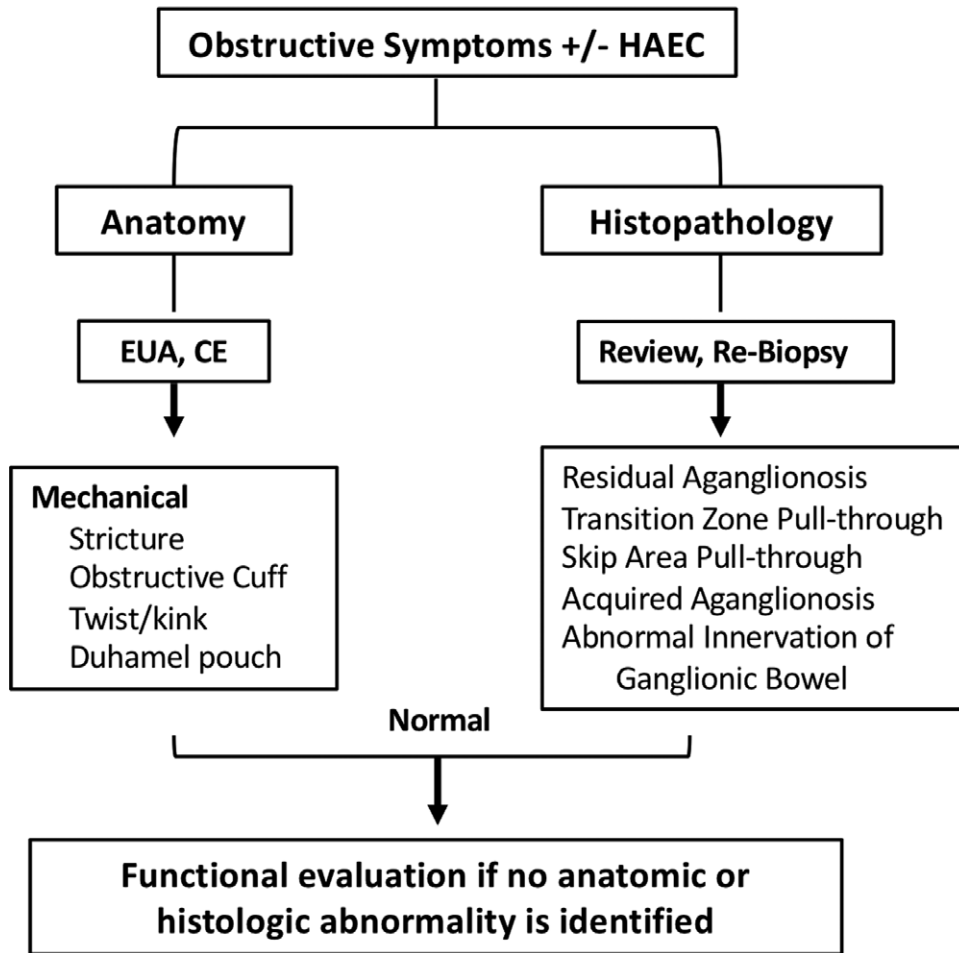 Obstructive Symptoms +/- HAEC
Anatomy
Histopathology
EUA, CE
Review, Re-Biopsy
Mechanical
Stricture
Obstructive Cuff
Twist/kink
Duhamel pouch
Residual Aganglionosis
Transition Zone Pull-through
Skip Area Pull-through
Acquired Aganglionosis
Abnormal Innervation of
Ganglionic Bowel
Normal
Functional evaluation if no anatomic or
histologic abnormality is identified